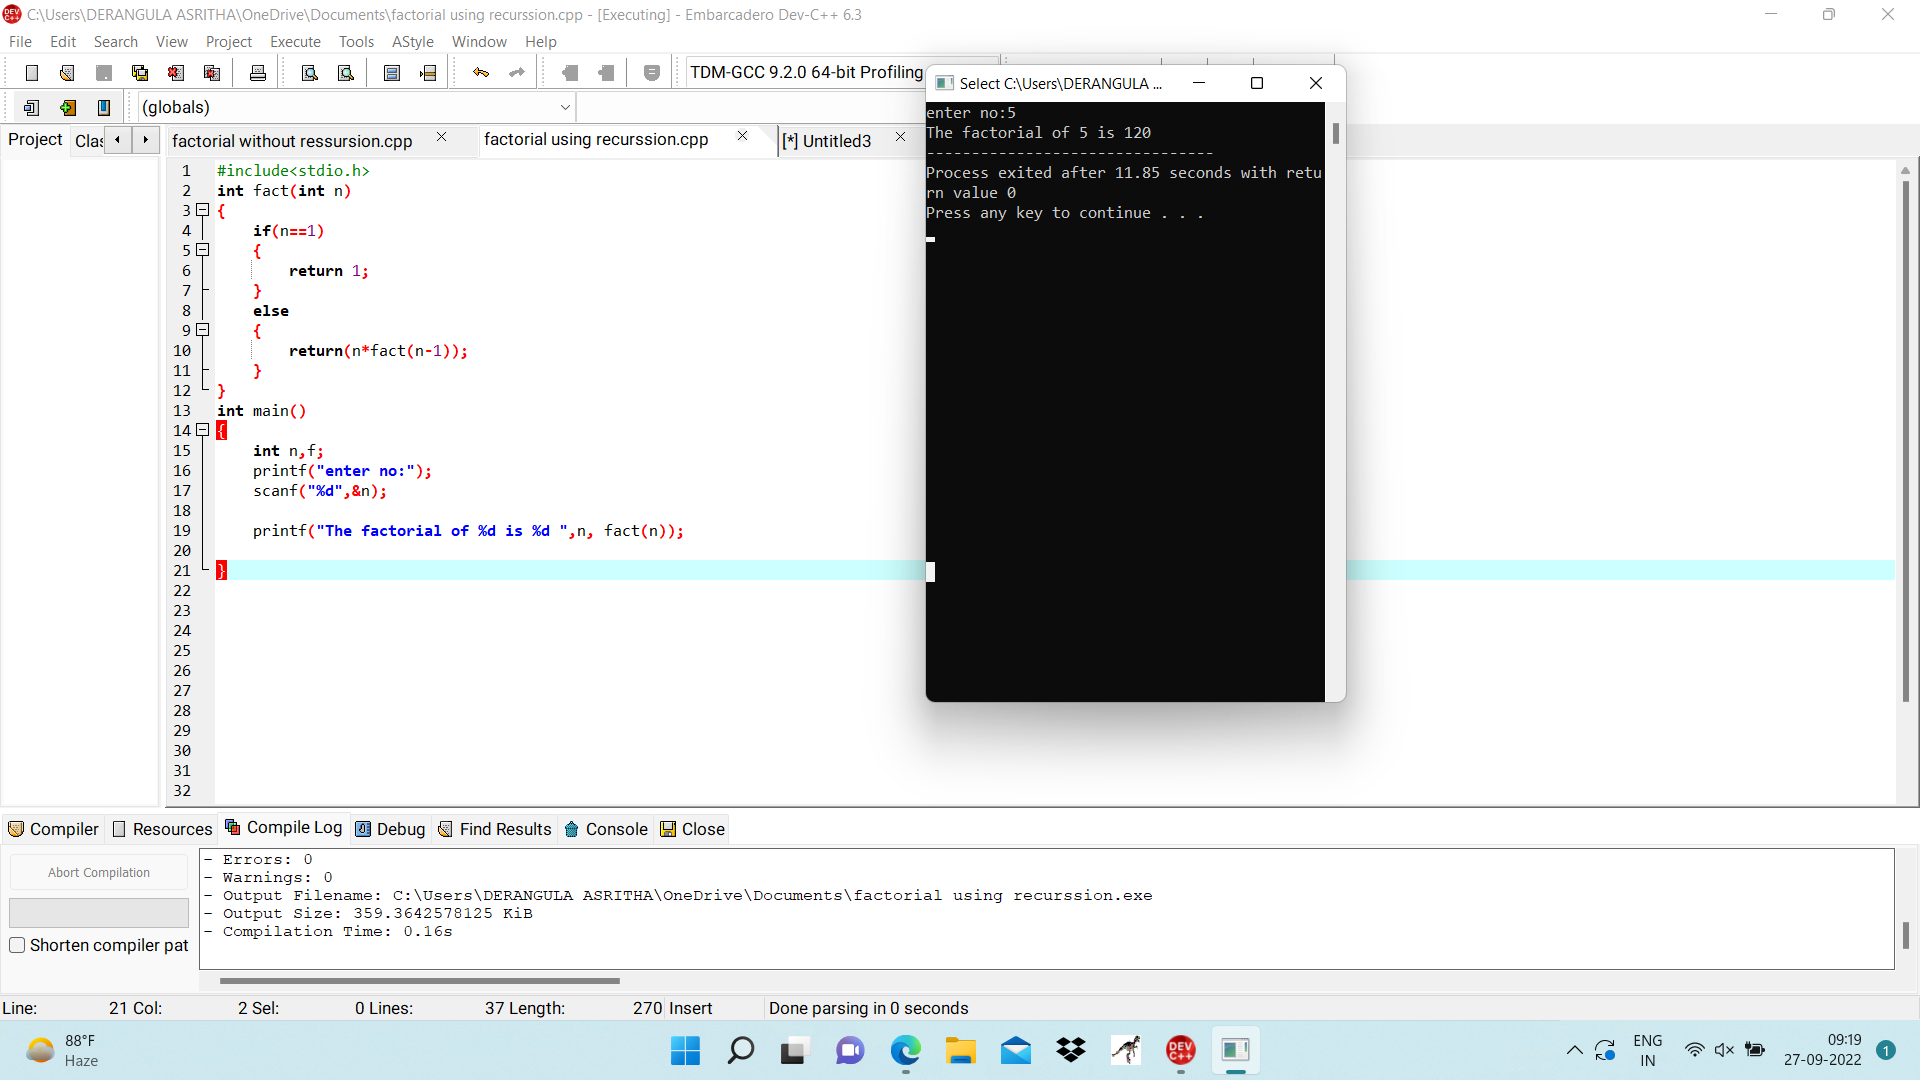 C:\Users\DERANGULA ASRITHA\OneDrive\Documents\factorial using recurssion.cpp - [Executing] - Embarcadero Dev-C++ 6.3
File Edit Search View Project Execute Tools AStyle Window Help
TDM-GCC 9.2.0 64-bit Profiling
(globals)
Project Clas factorial without ressursion.cpp factorial using recurssion.cpp [*] Untitled3
1 #include<stdio.h>
2 int fact(int n)
3 {
4 if(n==1)
5 {
6 return 1;
7 }
8 else
9 {
10 return(n*fact(n-1));
11 }
12 }
13 int main()
14 {
15 int n,f;
16 printf("enter no:");
17 scanf("%d",&n);
18
19 printf("The factorial of %d is %d ",n, fact(n));
20
21 }
22
23
24
25
26
27
28
29
30
31
32
Select C:\Users\DERANGULA ...
enter no:5
The factorial of 5 is 120
--------------------------------
Process exited after 11.85 seconds with retu
rn value 0
Press any key to continue . . .
Compiler Resources Compile Log Debug Find Results Console Close
Abort Compilation
Shorten compiler pat
- Errors: 0
- Warnings: 0
- Output Filename: C:\Users\DERANGULA ASRITHA\OneDrive\Documents\factorial using recurssion.exe
- Output Size: 359.3642578125 KiB
- Compilation Time: 0.16s
Line: 21 Col: 2 Sel: 0 Lines: 37 Length: 270 Insert Done parsing in 0 seconds
88°F
Haze
DEV
C++
ENG
IN
09:19
27-09-2022
1